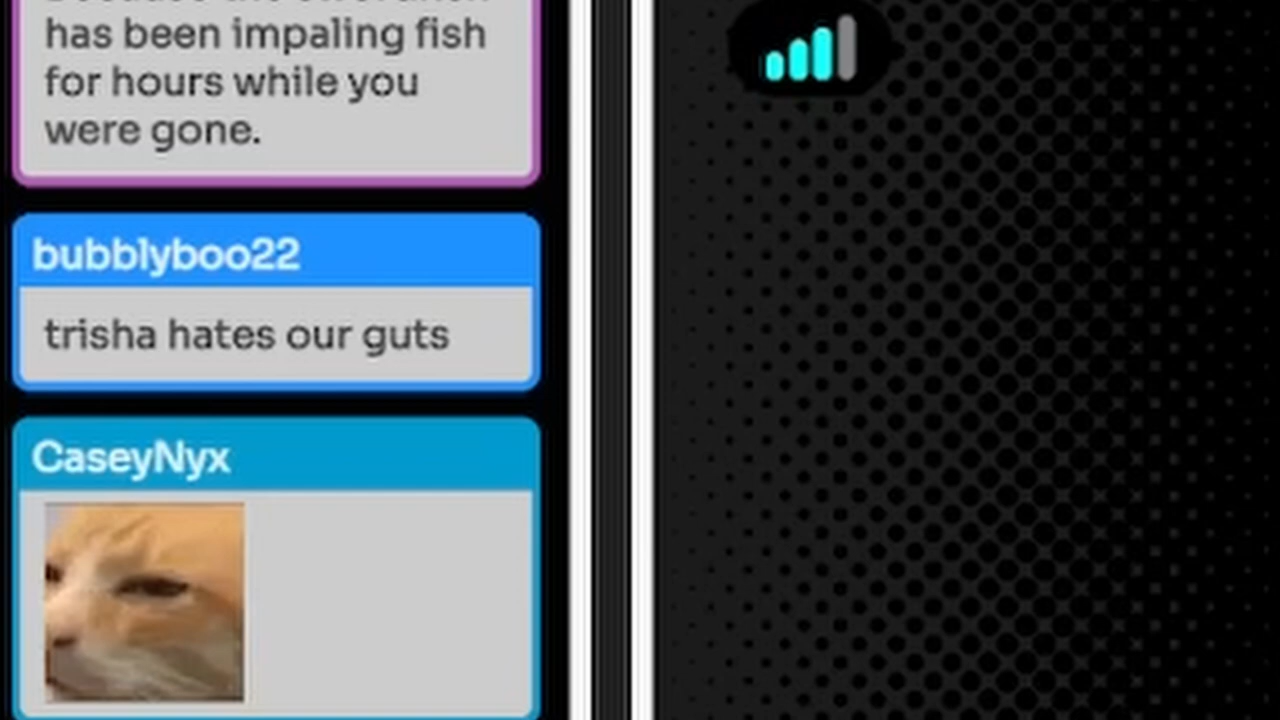 has been impaling fish
for hours while you
were gone.
bubblyboo22
trisha hates our guts
CaseyNyx